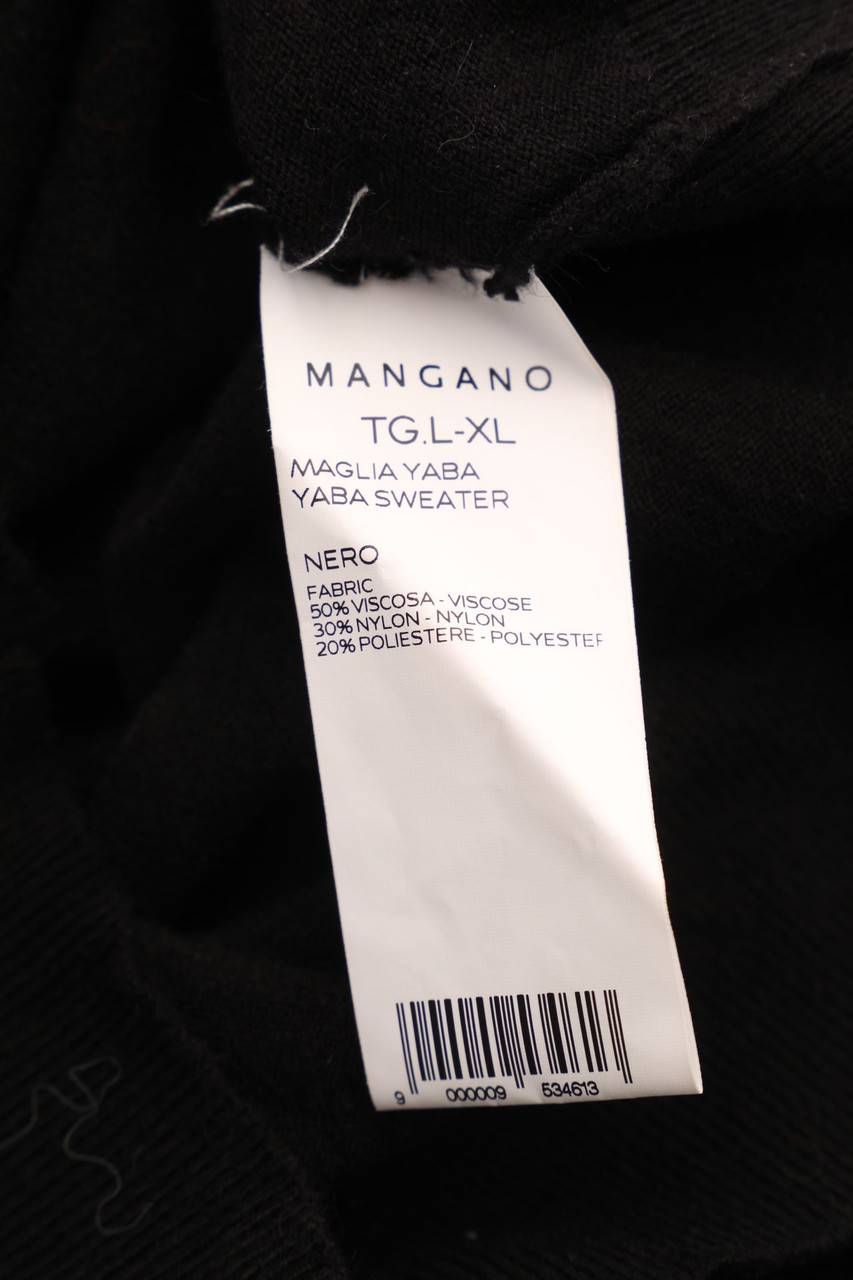 MANGANO
TG.L-XL
MAGLIA YABA
YABA SWEATER
NERO
FABRIC
50% VISCOSA - VISCOSE
30% NYLON - NYLON
20% POLIESTERE - POLYESTER
9 000009 534613